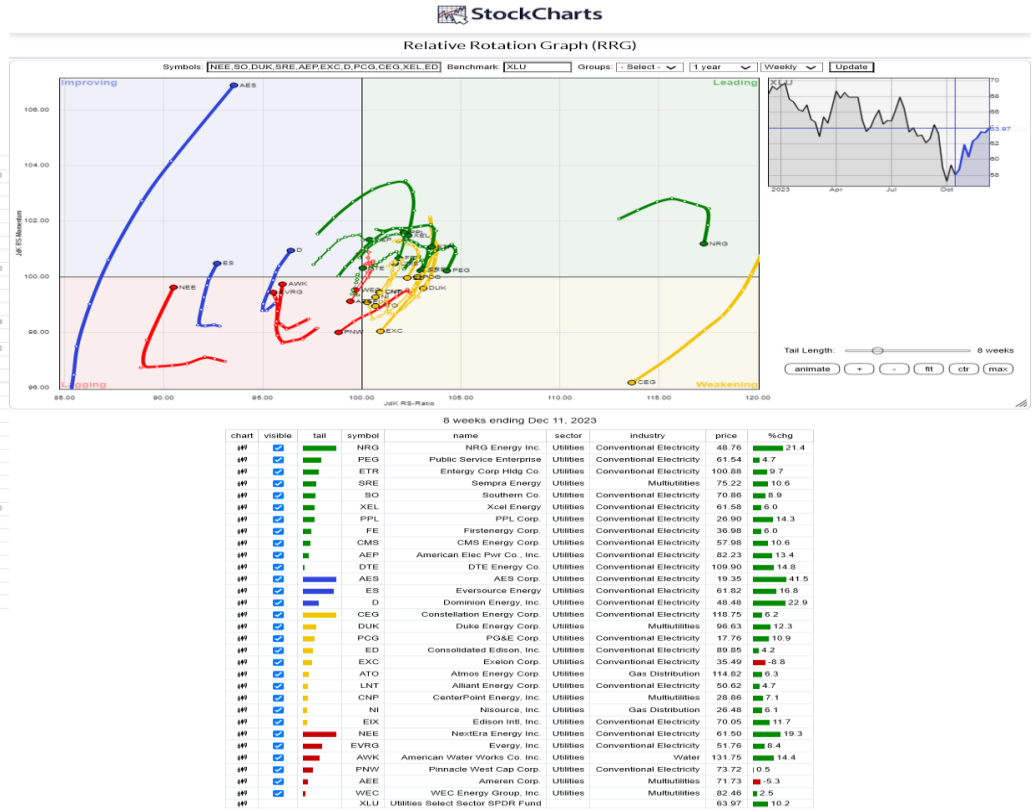 StockCharts
Relative Rotation Graph (RRG)
Symbols: NEE,SO,DUK,SRE,AEP,EXC,D,PCG,CEG,XEL,ED Benchmark: XLU Groups: - Select - 1 year Weekly Update
Improving
Leading
Lagging
Weakening
106.00
104.00
102.00
100.00
98.00
96.00
JdK RS-Momentum
85.00 90.00 95.00 100.00 105.00 110.00 115.00 120.00
JdK RS-Ratio
AES
NRG
D
ES
NEE
AWK
EVRG
PEG
DUK
XEL
EXC
PNW
CEG
XLU
70
68
66
63.97
62
60
58
2023 Apr Jul Oct
Tail Length: 8 weeks
animate + - fit ctr max
8 weeks ending Dec 11, 2023
chart visible tail symbol name sector industry price %chg
NRG NRG Energy Inc. Utilities Conventional Electricity 48.76 21.4
PEG Public Service Enterprise Utilities Conventional Electricity 61.54 4.7
ETR Entergy Corp Hldg Co. Utilities Conventional Electricity 100.88 9.7
SRE Sempra Energy Utilities Multiutilities 75.22 10.6
SO Southern Co. Utilities Conventional Electricity 70.86 8.9
XEL Xcel Energy Utilities Conventional Electricity 61.58 6.0
PPL PPL Corp. Utilities Conventional Electricity 26.90 14.3
FE Firstenergy Corp. Utilities Conventional Electricity 36.98 6.0
CMS CMS Energy Corp. Utilities Conventional Electricity 57.98 10.6
AEP American Elec Pwr Co., Inc. Utilities Conventional Electricity 82.23 13.4
DTE DTE Energy Co. Utilities Conventional Electricity 109.90 14.8
AES AES Corp. Utilities Conventional Electricity 19.35 41.5
ES Eversource Energy Utilities Conventional Electricity 61.82 16.8
D Dominion Energy, Inc. Utilities Conventional Electricity 48.48 22.9
CEG Constellation Energy Corp. Utilities Conventional Electricity 118.75 6.2
DUK Duke Energy Corp. Utilities Multiutilities 96.63 12.3
PCG PG&E Corp. Utilities Conventional Electricity 17.76 10.9
ED Consolidated Edison, Inc. Utilities Conventional Electricity 89.85 4.2
EXC Exelon Corp. Utilities Conventional Electricity 35.49 -8.8
ATO Atmos Energy Corp. Utilities Gas Distribution 114.82 6.3
LNT Alliant Energy Corp. Utilities Conventional Electricity 50.62 4.7
CNP CenterPoint Energy, Inc. Utilities Multiutilities 28.86 7.1
NI Nisource, Inc. Utilities Gas Distribution 26.48 6.1
EIX Edison Intl, Inc. Utilities Conventional Electricity 70.05 11.7
NEE NextEra Energy Inc. Utilities Conventional Electricity 61.50 19.3
EVRG Evergy, Inc. Utilities Conventional Electricity 51.76 8.4
AWK American Water Works Co. Inc. Utilities Water 131.75 14.4
PNW Pinnacle West Cap Corp. Utilities Conventional Electricity 73.72 0.5
AEE Ameren Corp. Utilities Multiutilities 71.73 -5.3
WEC WEC Energy Group, Inc. Utilities Multiutilities 82.46 2.5
XLU Utilities Select Sector SPDR Fund 63.97 10.2